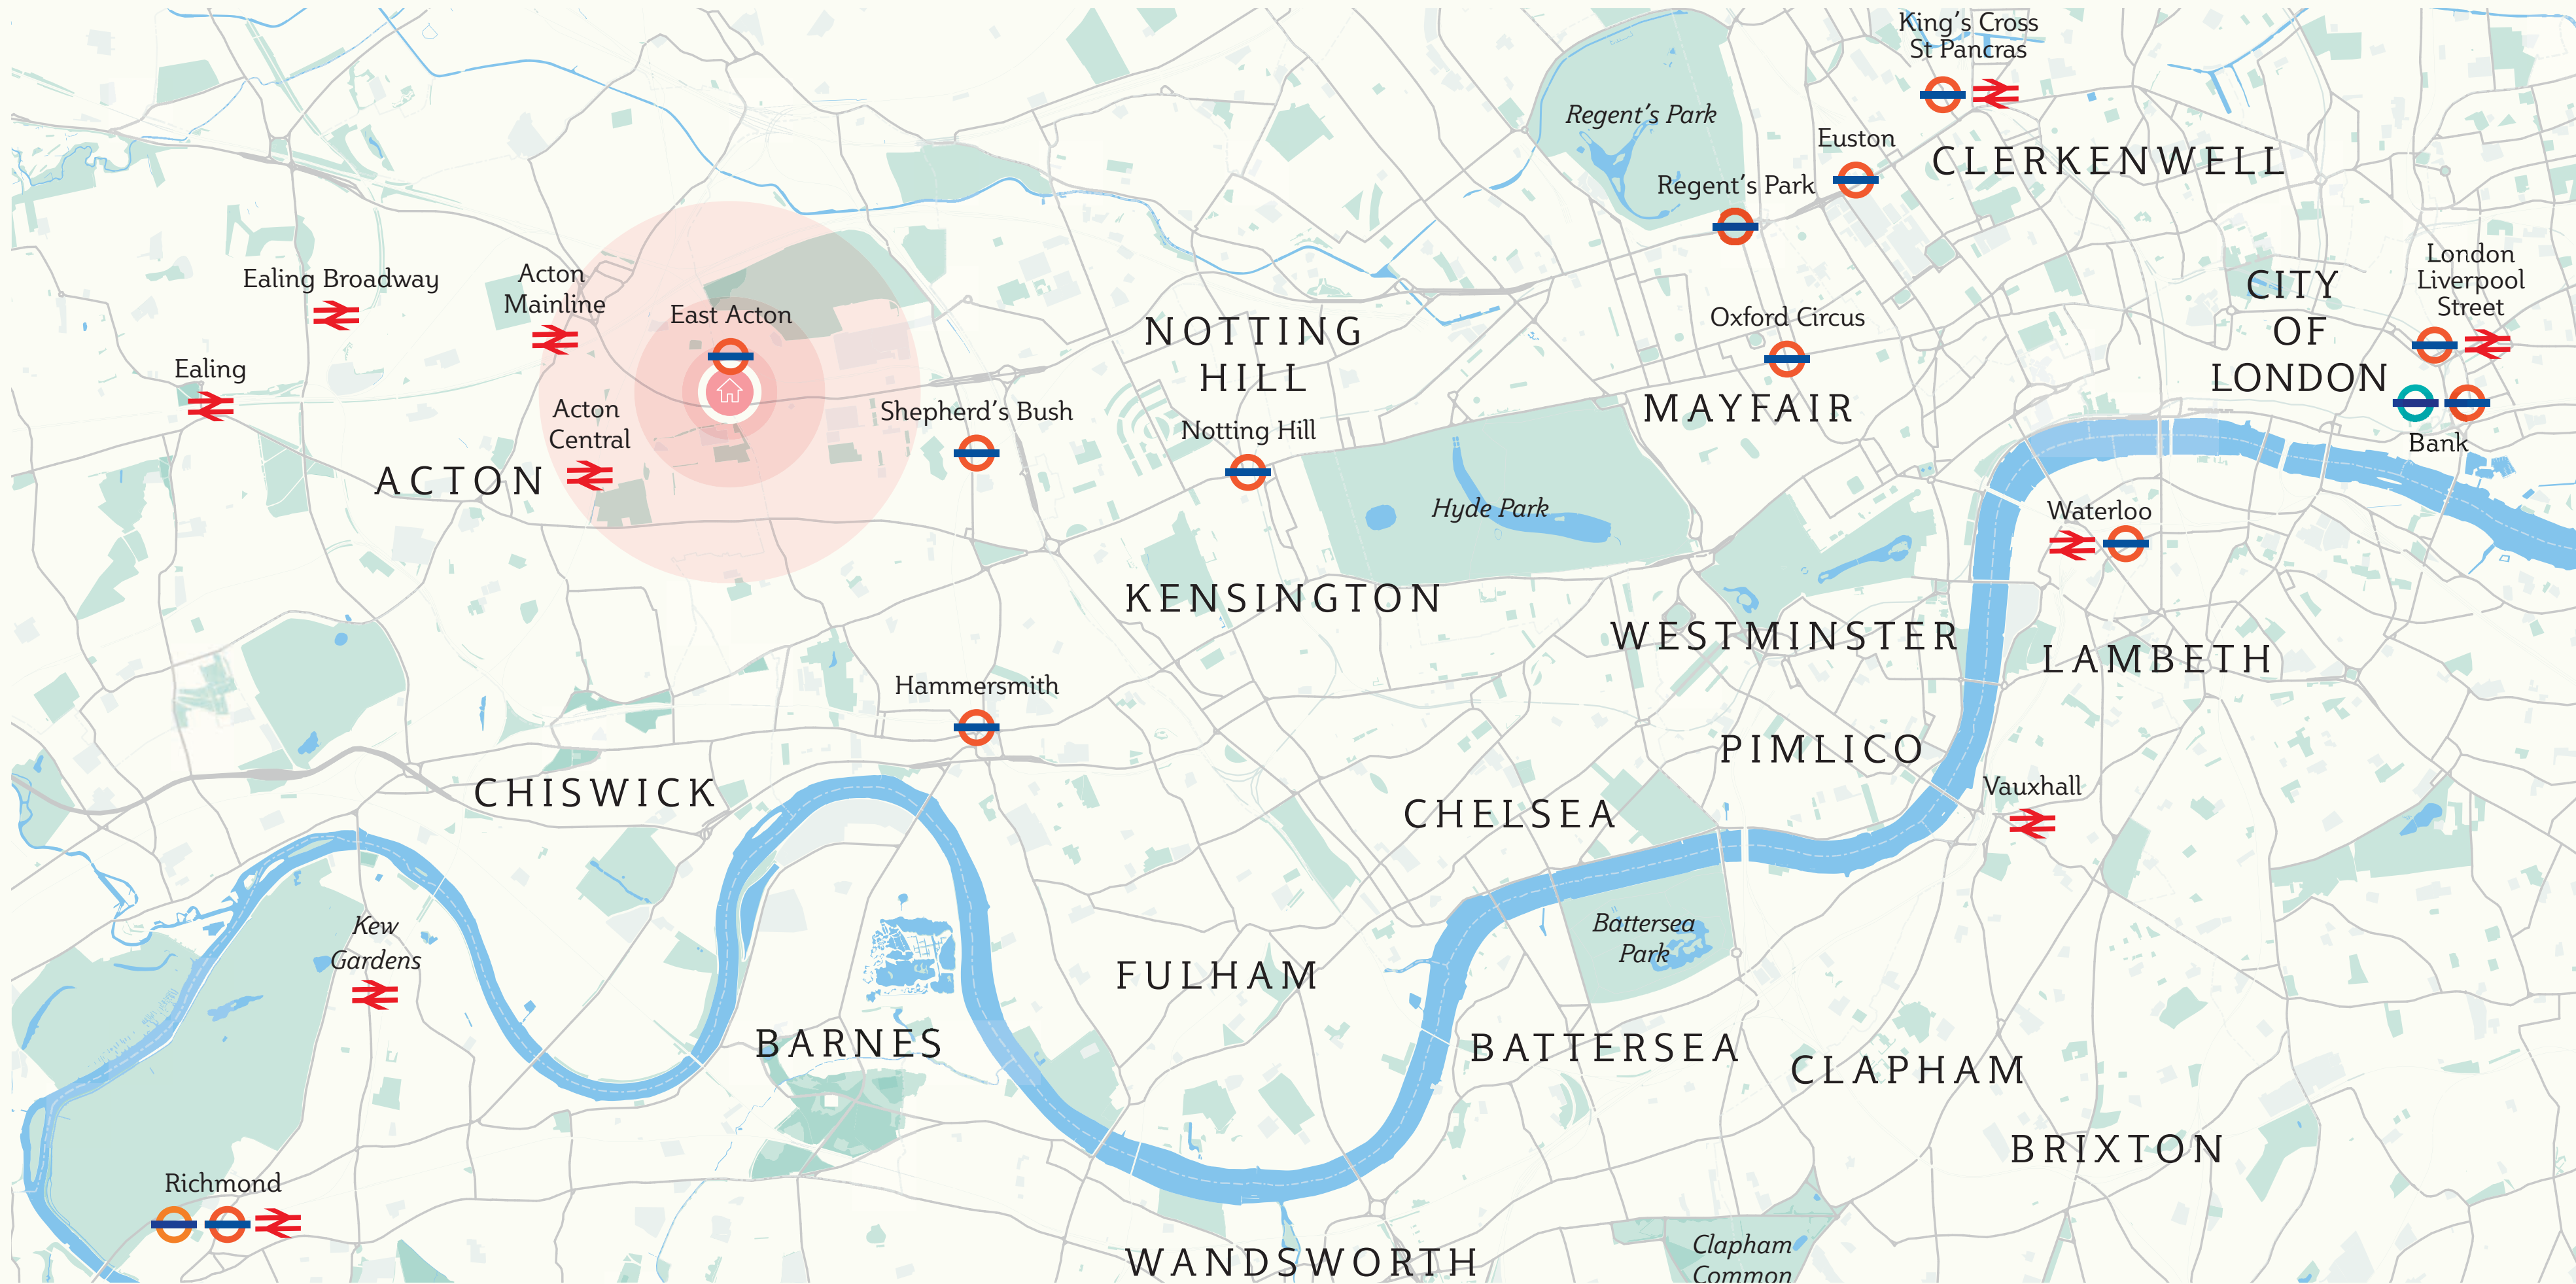 King's Cross
St Pancras
Regent's Park
Euston
CLERKENWELL
Regent's Park
London
Liverpool
Street
Ealing Broadway
Acton
Mainline
East Acton
NOTTING
HILL
Oxford Circus
CITY
OF
LONDON
Ealing
Acton
Central
Shepherd's Bush
Notting Hill
MAYFAIR
Bank
ACTON
Hyde Park
Waterloo
KENSINGTON
WESTMINSTER
LAMBETH
Hammersmith
PIMLICO
CHISWICK
CHELSEA
Vauxhall
Kew
Gardens
Battersea
Park
FULHAM
BARNES
BATTERSEA
CLAPHAM
BRIXTON
Richmond
WANDSWORTH
Clapham
Common